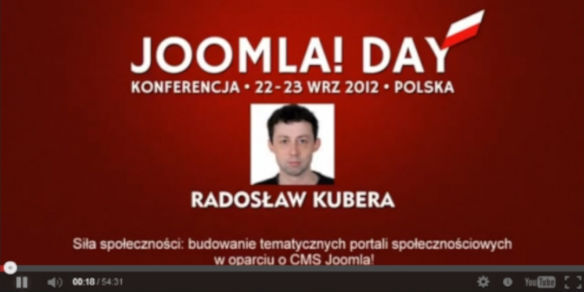 JOOMLA! DAY
KONFERENCJA • 22-23 WRZ 2012 • POLSKA
RADOSŁAW KUBERA
Siła społeczności: budowanie tematycznych portali społecznościowych
w oparciu o CMS Joomla!
00:18 / 54:31 YouTube